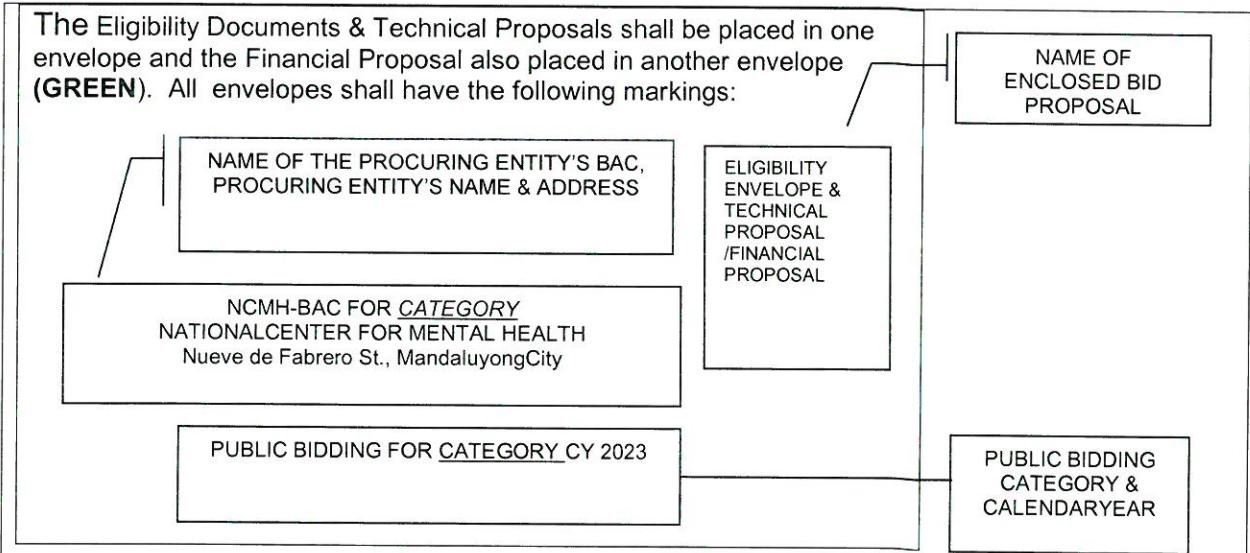 The Eligibility Documents & Technical Proposals shall be placed in one
envelope and the Financial Proposal also placed in another envelope
(GREEN).  All  envelopes shall have the following markings:
NAME OF
ENCLOSED BID
PROPOSAL
NAME OF THE PROCURING ENTITY'S BAC,
PROCURING ENTITY'S NAME & ADDRESS
ELIGIBILITY
ENVELOPE &
TECHNICAL
PROPOSAL
/FINANCIAL
PROPOSAL
NCMH-BAC FOR CATEGORY
NATIONALCENTER FOR MENTAL HEALTH
Nueve de Fabrero St., MandaluyongCity
PUBLIC BIDDING FOR CATEGORY CY 2023
PUBLIC BIDDING
CATEGORY &
CALENDARYEAR